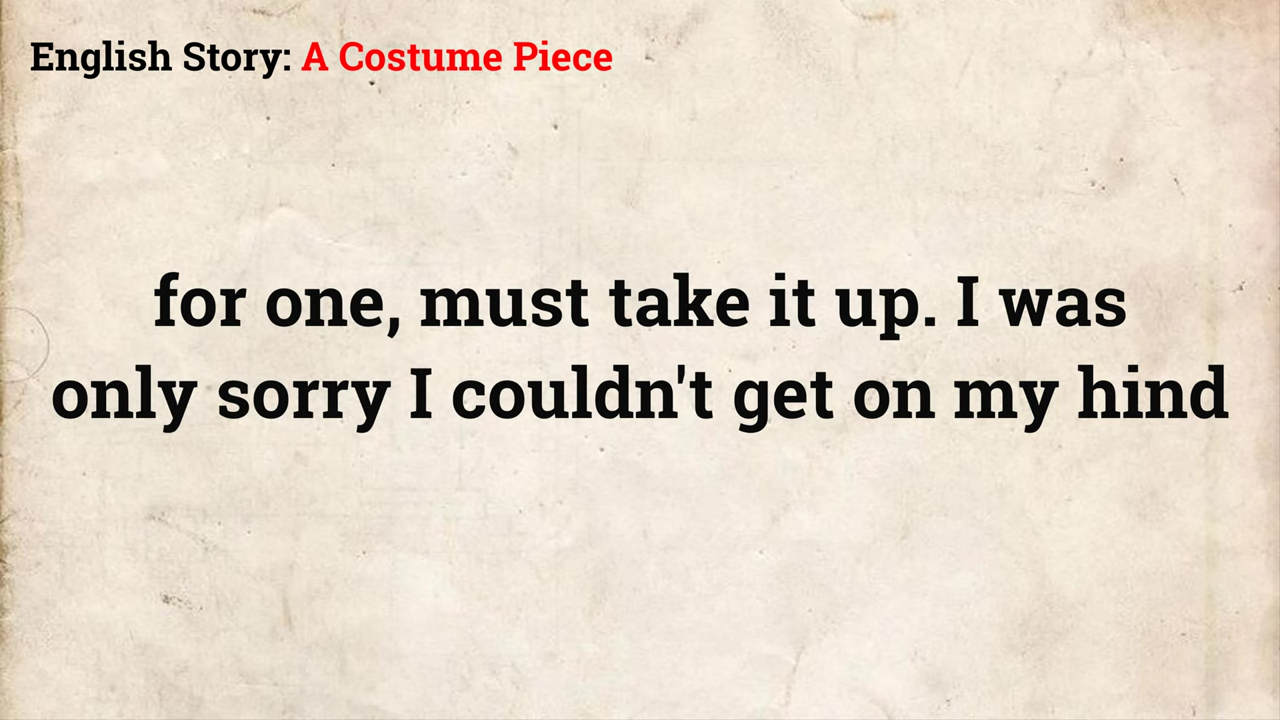 English Story: A Costume Piece
for one, must take it up. I was
only sorry I couldn't get on my hind